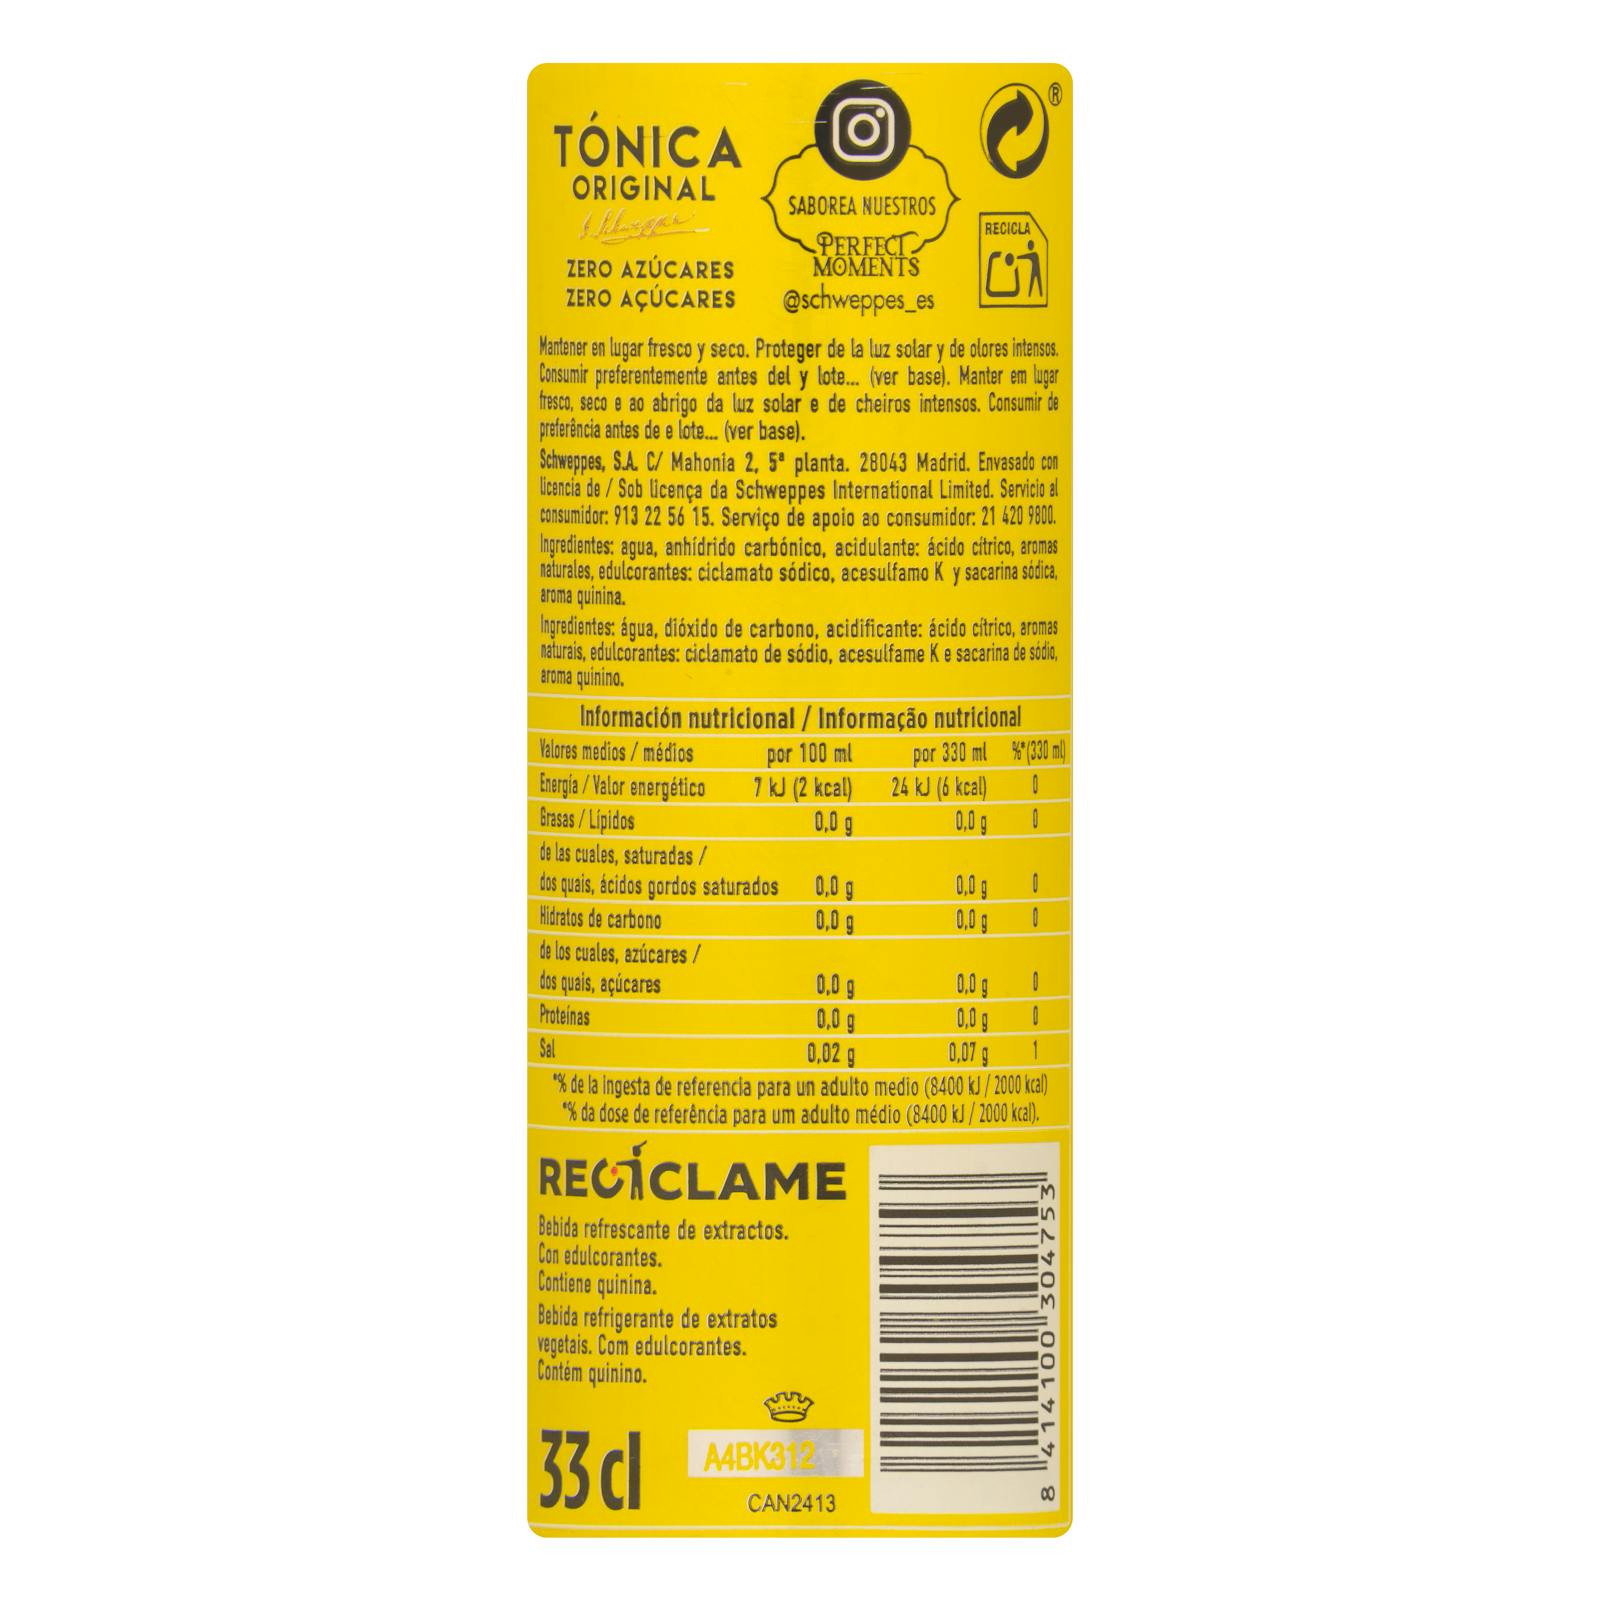 TÓNICA
ORIGINAL
ZERO AZÚCARES
ZERO AÇÚCARES
SABOREA NUESTROS
PERFECT
MOMENTS
@schweppes_es
®
RECICLA
Mantener en lugar fresco y seco. Proteger de la luz solar y de olores intensos.
Consumir preferentemente antes del y lote... (ver base). Manter em lugar
fresco, seco e ao abrigo da luz solar e de cheiros intensos. Consumir de
preferência antes de e lote... (ver base).
Schweppes, S.A. C/ Mahonia 2, 5ª planta. 28043 Madrid. Envasado con
licencia de / Sob licença da Schweppes International Limited. Servicio al
consumidor: 913 22 56 15. Serviço de apoio ao consumidor: 21 420 9800.
Ingredientes: agua, anhídrido carbónico, acidulante: ácido cítrico, aromas
naturales, edulcorantes: ciclamato sódico, acesulfamo K y sacarina sódica,
aroma quinina.
Ingredientes: água, dióxido de carbono, acidificante: ácido cítrico, aromas
naturais, edulcorantes: ciclamato de sódio, acesulfame K e sacarina de sódio,
aroma quinino.
Información nutricional / Informação nutricional
Valores medios / médios por 100 ml por 330 ml %*(330 ml)
Energía / Valor energético 7 kJ (2 kcal) 24 kJ (6 kcal) 0
Grasas / Lípidos 0,0 g 0,0 g 0
de las cuales, saturadas /
dos quais, ácidos gordos saturados 0,0 g 0,0 g 0
Hidratos de carbono 0,0 g 0,0 g 0
de los cuales, azúcares /
dos quais, açúcares 0,0 g 0,0 g 0
Proteínas 0,0 g 0,0 g 0
Sal 0,02 g 0,07 g 1
*% de la ingesta de referencia para un adulto medio (8400 kJ / 2000 kcal)
*% da dose de referência para um adulto médio (8400 kJ / 2000 kcal).
RECICLAME
Bebida refrescante de extractos.
Con edulcorantes.
Contiene quinina.
Bebida refrigerante de extratos
vegetais. Com edulcorantes.
Contém quinino.
33 cl
A4BK312
CAN2413
8 414100 304753